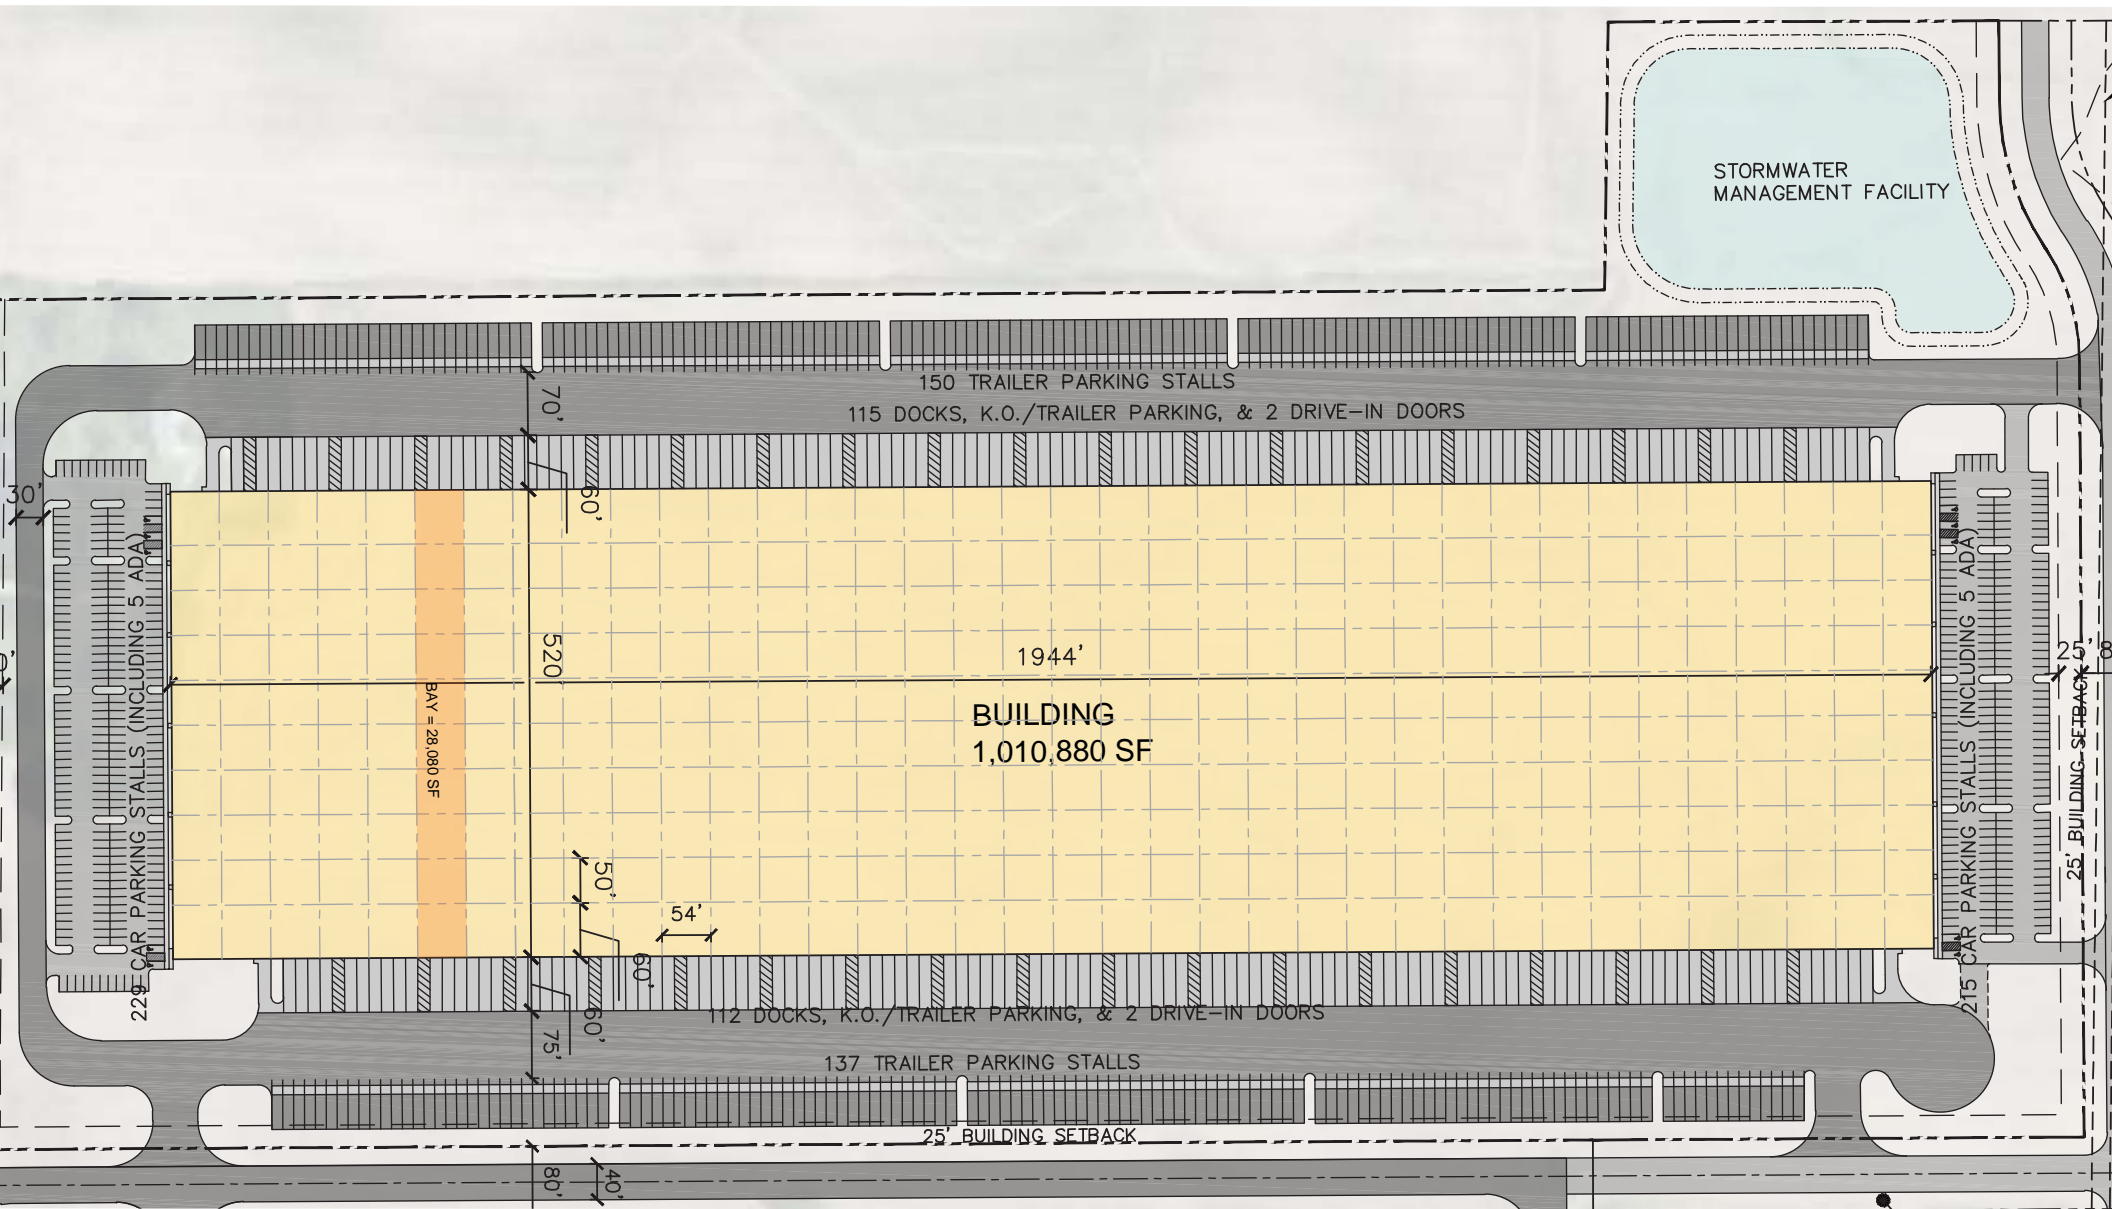 STORMWATER
MANAGEMENT FACILITY
150 TRAILER PARKING STALLS
115 DOCKS, K.O./TRAILER PARKING, & 2 DRIVE-IN DOORS
70'
60'
30'
229 CAR PARKING STALLS (INCLUDING 5 ADA)
520'
1944'
BUILDING
1,010,880 SF
BAY = 28,080 SF
50'
54'
60'
215 CAR PARKING STALLS (INCLUDING 5 ADA)
25'
25' BUILDING SETBACK
112 DOCKS, K.O./TRAILER PARKING, & 2 DRIVE-IN DOORS
60'
75'
137 TRAILER PARKING STALLS
25' BUILDING SETBACK
80'
40'